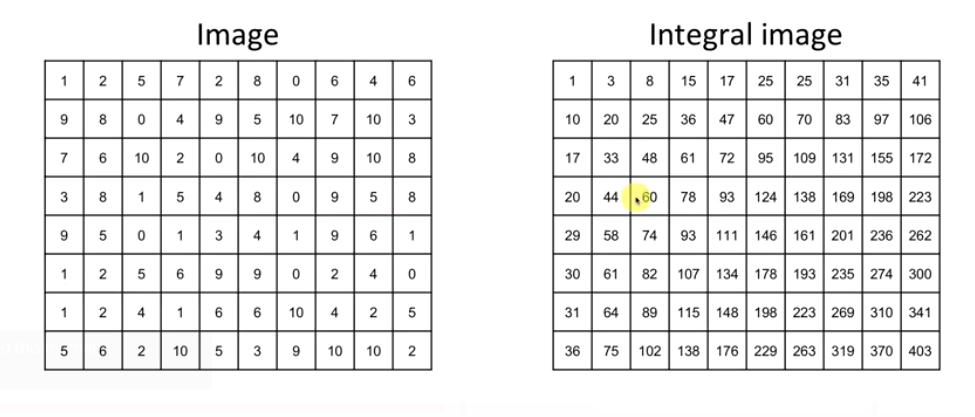 Image
1 2 5 7 2 8 0 6 4 6
9 8 0 4 9 5 10 7 10 3
7 6 10 2 0 10 4 9 10 8
3 8 1 5 4 8 0 9 5 8
9 5 0 1 3 4 1 9 6 1
1 2 5 6 9 9 0 2 4 0
1 2 4 1 6 6 10 4 2 5
5 6 2 10 5 3 9 10 10 2
Integral image
1 3 8 15 17 25 25 31 35 41
10 20 25 36 47 60 70 83 97 106
17 33 48 61 72 95 109 131 155 172
20 44 60 78 93 124 138 169 198 223
29 58 74 93 111 146 161 201 236 262
30 61 82 107 134 178 193 235 274 300
31 64 89 115 148 198 223 269 310 341
36 75 102 138 176 229 263 319 370 403